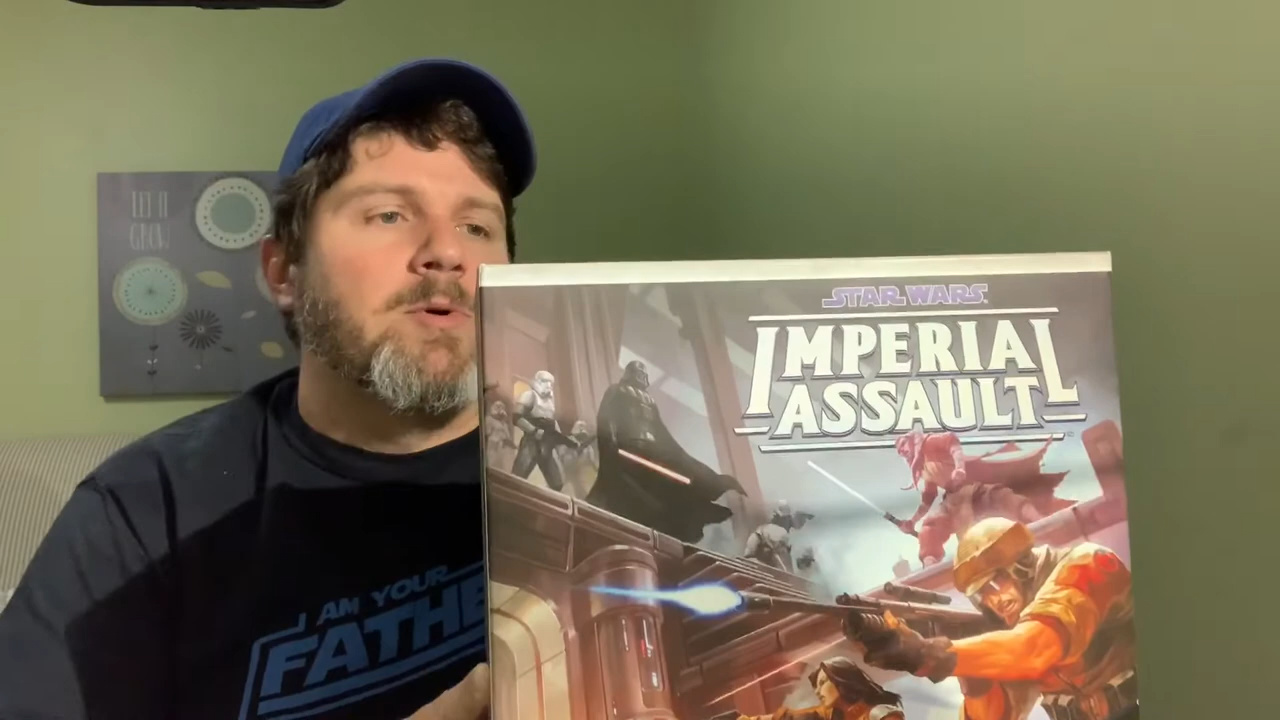 LET IT
GROW
STAR WARS
IMPERIAL
ASSAULT
I AM YOUR
FATHE